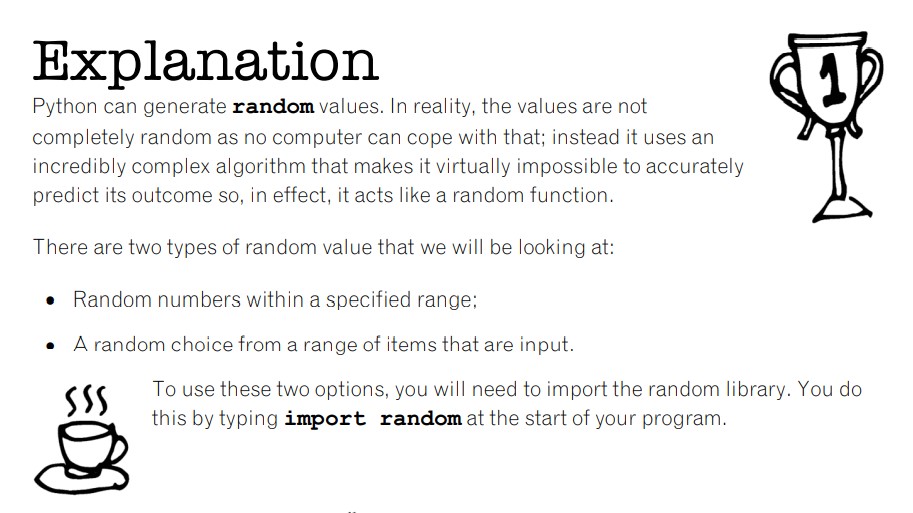 Explanation
1
Python can generate random values. In reality, the values are not
completely random as no computer can cope with that; instead it uses an
incredibly complex algorithm that makes it virtually impossible to accurately
predict its outcome so, in effect, it acts like a random function.
There are two types of random value that we will be looking at:
• Random numbers within a specified range;
• A random choice from a range of items that are input.
To use these two options, you will need to import the random library. You do
this by typing import random at the start of your program.